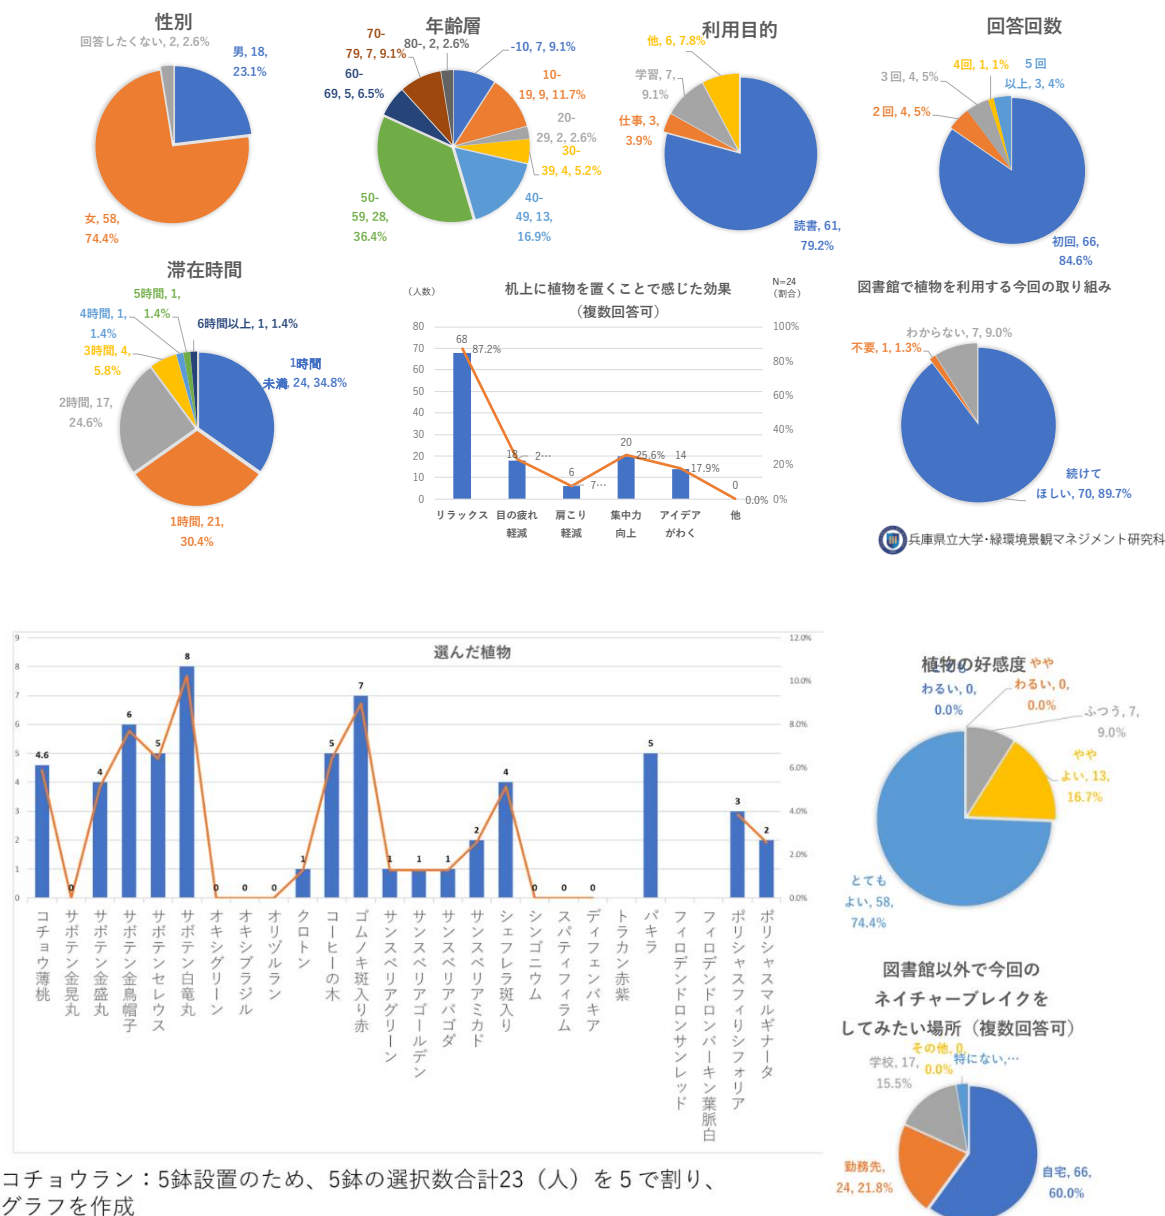 性別
回答したくない, 2, 2.6%
男, 18,
23.1%
女, 58,
74.4%
年齢層
70-
79, 7, 9.1%
80-, 2, 2.6%
-10, 7, 9.1%
60-
69, 5, 6.5%
10-
19, 9, 11.7%
20-
29, 2, 2.6%
30-
39, 4, 5.2%
50-
59, 28,
36.4%
40-
49, 13,
16.9%
利用目的
他, 6, 7.8%
学習, 7,
9.1%
仕事, 3,
3.9%
読書, 61,
79.2%
回答回数
4回, 1, 1%
5回
以上, 3, 4%
3回, 4, 5%
2回, 4, 5%
初回, 66,
84.6%
滞在時間
5時間, 1,
1.4%
4時間, 1,
1.4%
6時間以上, 1, 1.4%
3時間, 4,
5.8%
1時間
未満, 24, 34.8%
2時間, 17,
24.6%
1時間, 21,
30.4%
(人数)
机上に植物を置くことで感じた効果
(複数回答可)
N=24
(割合)
80
70
60
50
40
30
20
10
0
68
87.2%
18
2…
6
7…
20
25.6%
14
17.9%
0
0.0%
100%
80%
60%
40%
20%
0%
リラックス
目の疲れ
軽減
肩こり
軽減
集中力
向上
アイデア
がわく
他
図書館で植物を利用する今回の取り組み
わからない, 7, 9.0%
不要, 1, 1.3%
続けて
ほしい, 70, 89.7%
兵庫県立大学・緑環境景観マネジメント研究科
選んだ植物
9
8
7
6
5
4
3
2
1
0
4.6
0
4
6
5
8
0
0
0
1
5
7
1
1
1
2
4
0
0
0
5
3
2
12.0%
10.0%
8.0%
6.0%
4.0%
2.0%
0.0%
コチョウ薄桃
サボテン金晃丸
サボテン金盛丸
サボテン金烏帽子
サボテンセレウス
サボテン白竜丸
オキシグリーン
オキシブラジル
オリヅルラン
クロトン
コーヒーの木
ゴムノキ斑入り赤
サンスベリアグリーン
サンスベリアゴールデン
サンスベリアバゴダ
サンスベリアミカド
シェフレラ斑入り
シンゴニウム
スパティフィラム
ディフェンバキア
トラカン赤紫
パキラ
フィロデンドロンサンレッド
フィロデンドロンバーキン葉脈白
ポリシャスフィリシフォリア
ポリシャスマルギナータ
コチョウラン：5鉢設置のため、5鉢の選択数合計23（人）を５で割り、
グラフを作成
植物の好感度
わるい, 0,
0.0%
やや
わるい, 0,
0.0%
ふつう, 7,
9.0%
やや
よい, 13,
16.7%
とても
よい, 58,
74.4%
図書館以外で今回の
ネイチャーブレイクを
してみたい場所（複数回答可）
その他, 0,
0.0%
特にない,…
学校, 17,
15.5%
勤務先,
24, 21.8%
自宅, 66,
60.0%